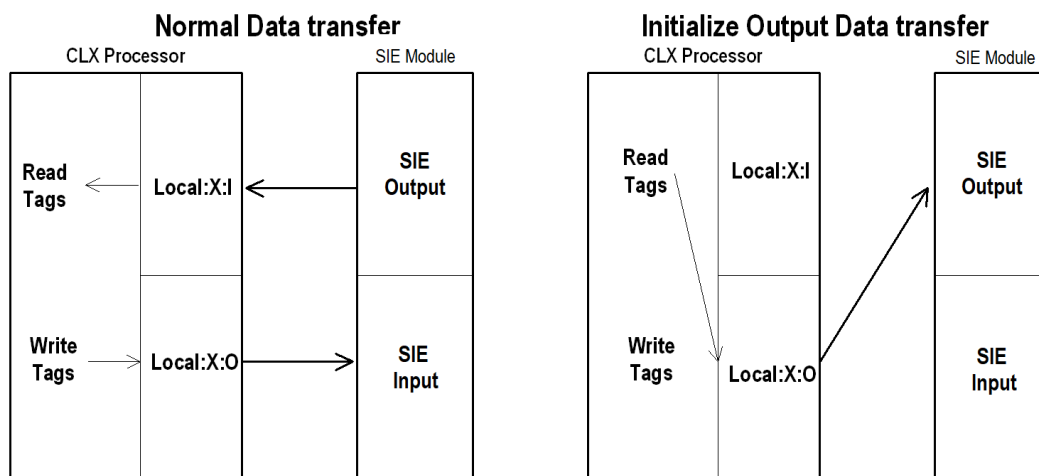 Normal Data transfer
CLX Processor
SIE Module
Read
Tags
Local:X:I
SIE
Output
Write
Tags
Local:X:O
SIE
Input
Initialize Output Data transfer
CLX Processor
SIE Module
Read
Tags
Local:X:I
SIE
Output
Write
Tags
Local:X:O
SIE
Input